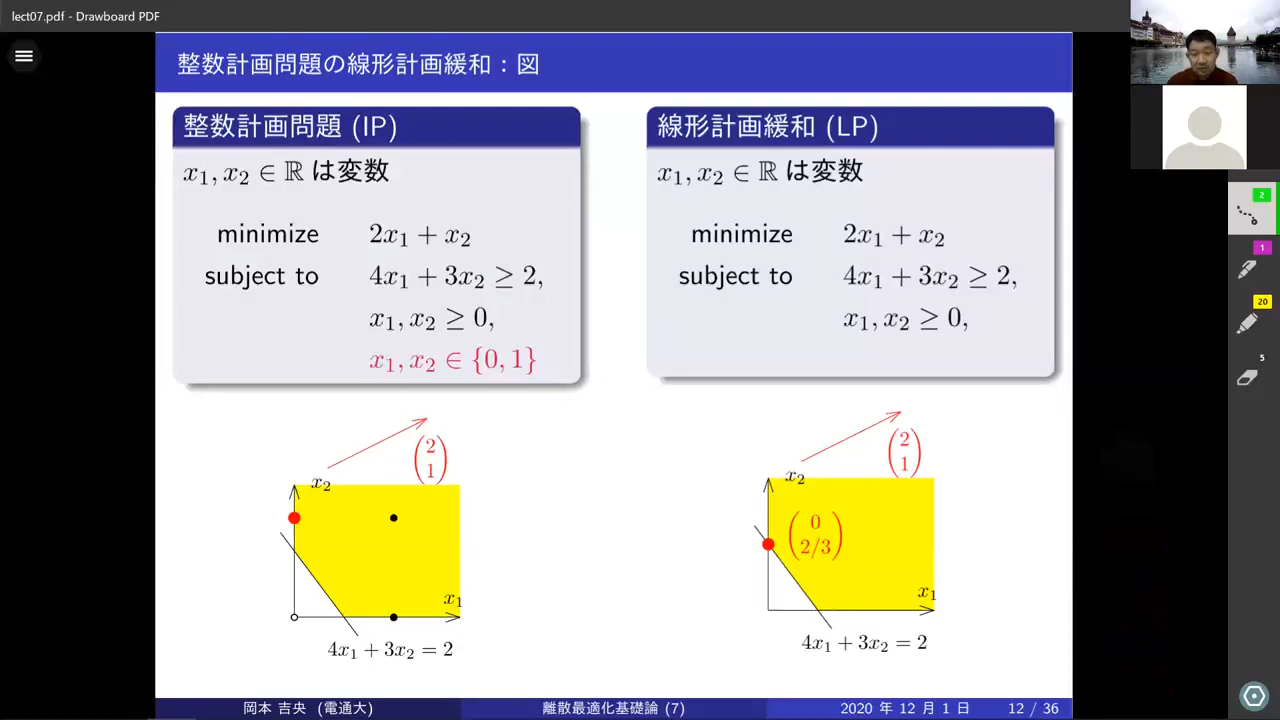 lect07.pdf - Drawboard PDF
整数計画問題の線形計画緩和：図
整数計画問題 (IP)
x₁, x₂ ∈ ℝ は変数
minimize 2x₁ + x₂
subject to 4x₁ + 3x₂ ≥ 2,
x₁, x₂ ≥ 0,
x₁, x₂ ∈ {0, 1}
線形計画緩和 (LP)
x₁, x₂ ∈ ℝ は変数
minimize 2x₁ + x₂
subject to 4x₁ + 3x₂ ≥ 2,
x₁, x₂ ≥ 0,
2
1
x₂
x₁
4x₁ + 3x₂ = 2
2
1
x₂
0
2/3
x₁
4x₁ + 3x₂ = 2
岡本 吉央 (電通大) 離散最適化基礎論 (7) 2020 年 12 月 1 日 12 / 36
2
1
20
5